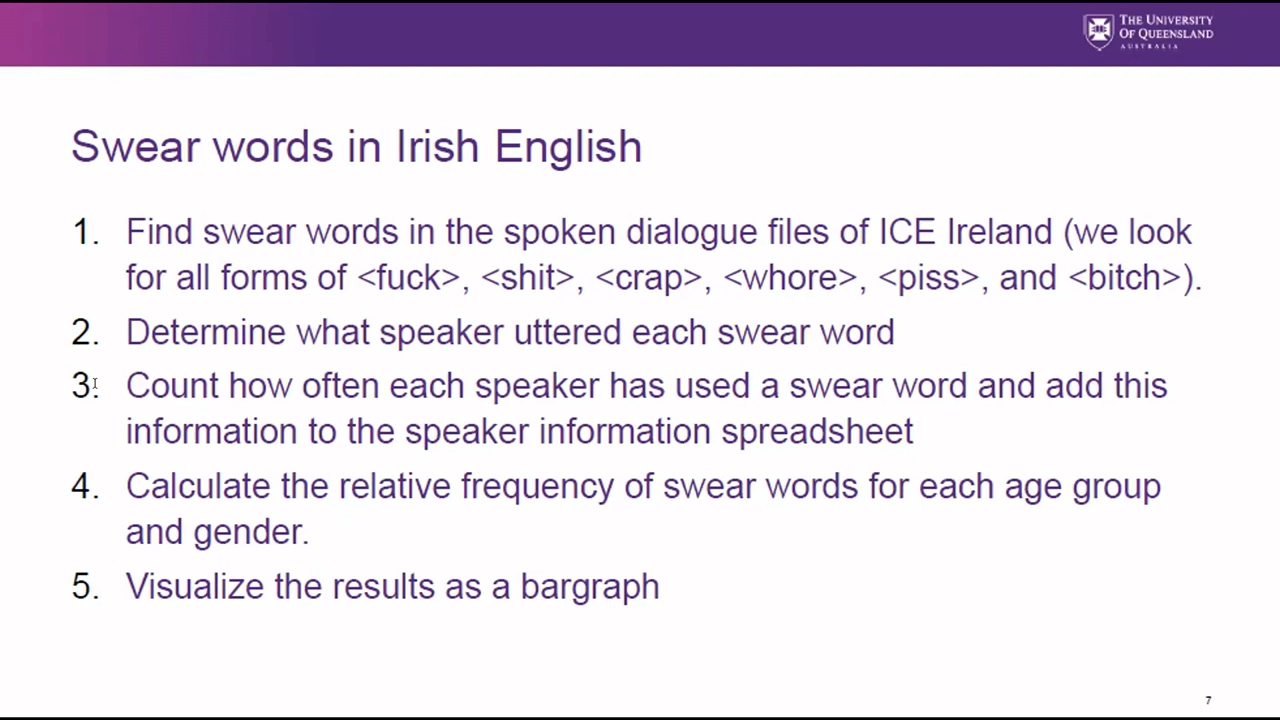 THE UNIVERSITY
OF QUEENSLAND
AUSTRALIA
Swear words in Irish English
1. Find swear words in the spoken dialogue files of ICE Ireland (we look
for all forms of <fuck>, <shit>, <crap>, <whore>, <piss>, and <bitch>).
2. Determine what speaker uttered each swear word
3. Count how often each speaker has used a swear word and add this
information to the speaker information spreadsheet
4. Calculate the relative frequency of swear words for each age group
and gender.
5. Visualize the results as a bargraph
7